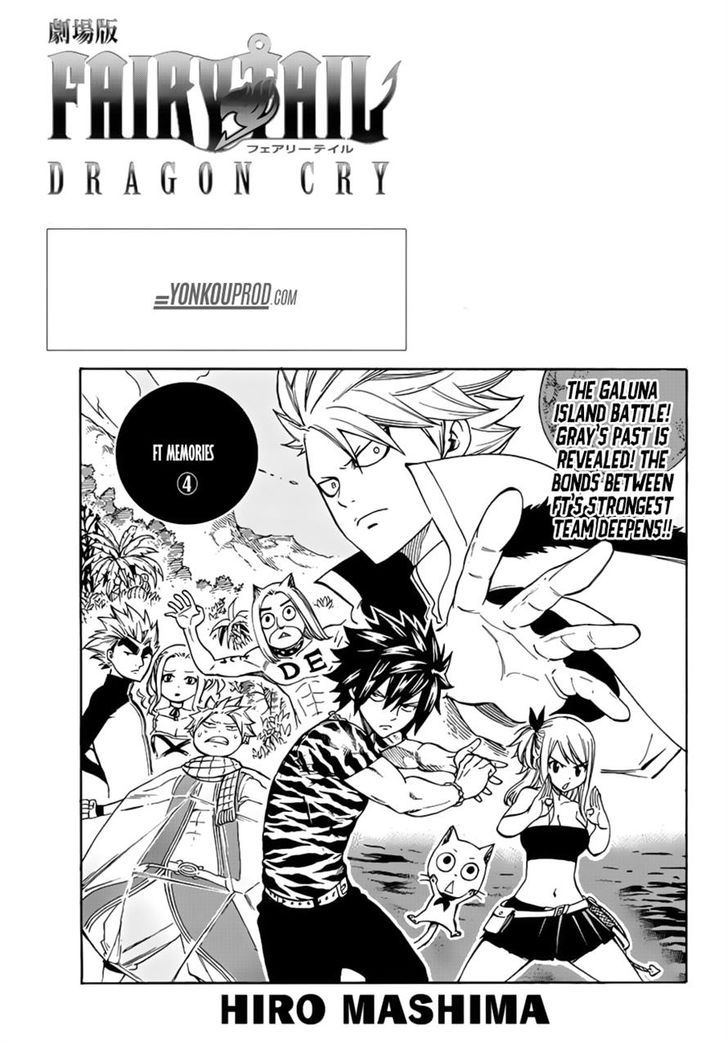 劇場版
FAIRY TAIL
フェアリーテイル
DRAGON CRY
YONKOUPROD.COM
FT MEMORIES
④
THE GALUNA
ISLAND BATTLE!
GRAY'S PAST IS
REVEALED! THE
BONDS BETWEEN
FT'S STRONGEST
TEAM DEEPENS!!
DE
HIRO MASHIMA